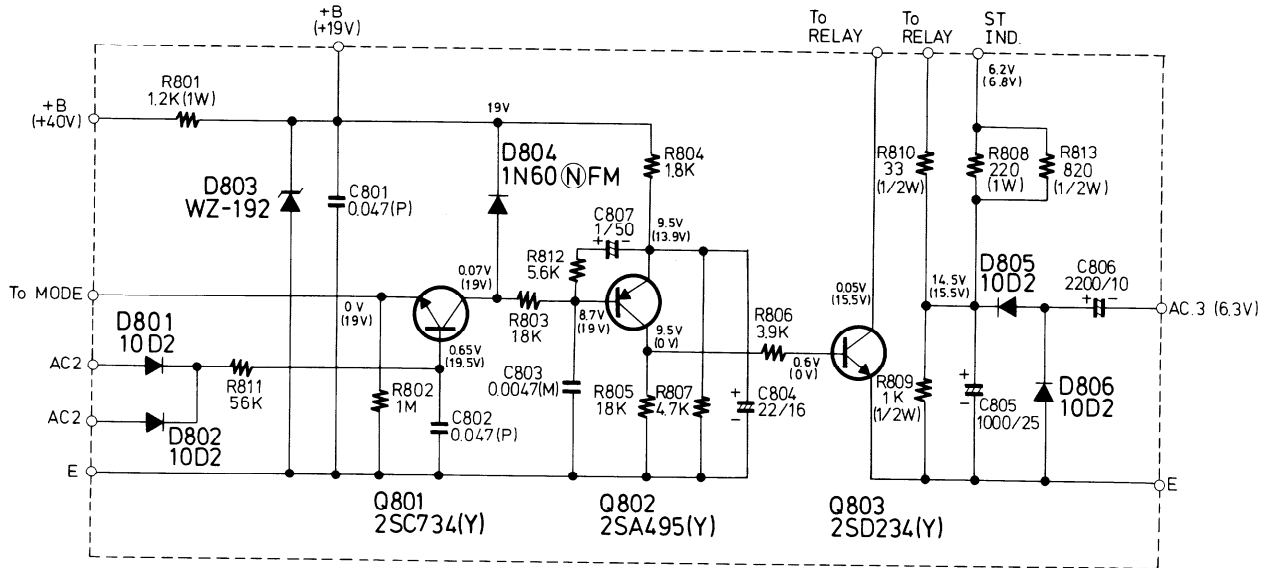 +B
(+19V)
To
RELAY
To
RELAY
ST
IND.
+B
(+40V)
R801
1.2K(1W)
19V
6.2V
(6.8V)
D803
WZ-192
C801
0.047(P)
D804
1N60 Ⓝ FM
R804
1.8K
R810
33
(1/2W)
R808
220
(1W)
R813
820
(1/2W)
C807
1/50
+ -
9.5V
(13.9V)
R812
5.6K
To MODE
0V
(19V)
0.07V
(19V)
R803
18K
8.7V
(19V)
0.05V
(15.5V)
14.5V
(15.5V)
D805
10D2
C806
2200/10
+ -
AC.3 (6.3V)
D801
10D2
AC2
R811
56K
0.65V
(19.5V)
9.5V
(0V)
R806
3.9K
0.6V
(0V)
AC2
D802
10D2
R802
1M
C802
0.047(P)
C803
0.0047(M)
R805
18K
R807
4.7K
+
-
C804
22/16
R809
1K
(1/2W)
+
-
C805
1000/25
D806
10D2
E
E
Q801
2SC734(Y)
Q802
2SA495(Y)
Q803
2SD234(Y)